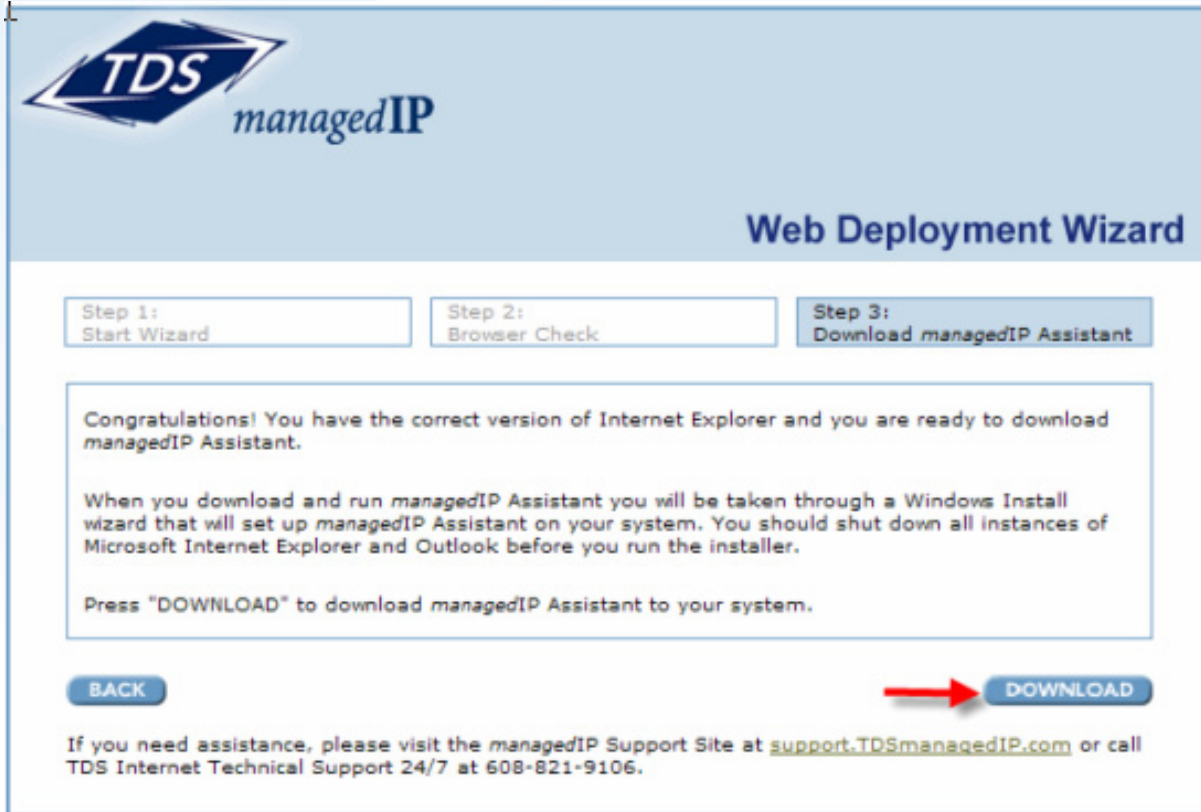 TDS
managedIP
Web Deployment Wizard
Step 1:
Start Wizard
Step 2:
Browser Check
Step 3:
Download managedIP Assistant
Congratulations! You have the correct version of Internet Explorer and you are ready to download
managedIP Assistant.
When you download and run managedIP Assistant you will be taken through a Windows Install
wizard that will set up managedIP Assistant on your system. You should shut down all instances of
Microsoft Internet Explorer and Outlook before you run the installer.
Press "DOWNLOAD" to download managedIP Assistant to your system.
BACK
DOWNLOAD
If you need assistance, please visit the managedIP Support Site at support.TDSmanagedIP.com or call
TDS Internet Technical Support 24/7 at 608-821-9106.